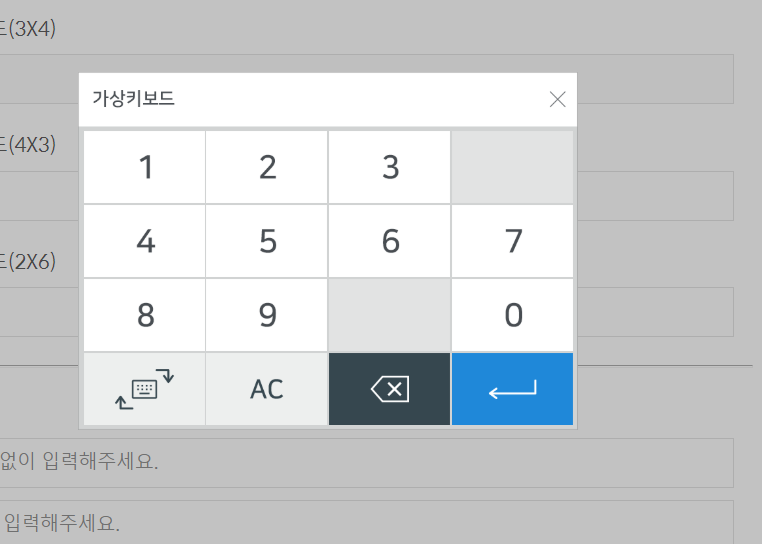 드(3X4)
가상키보드
1 2 3
드(4X3)
4 5 6 7
드(2X6)
8 9 0
AC
없이 입력해주세요.
입력해주세요.